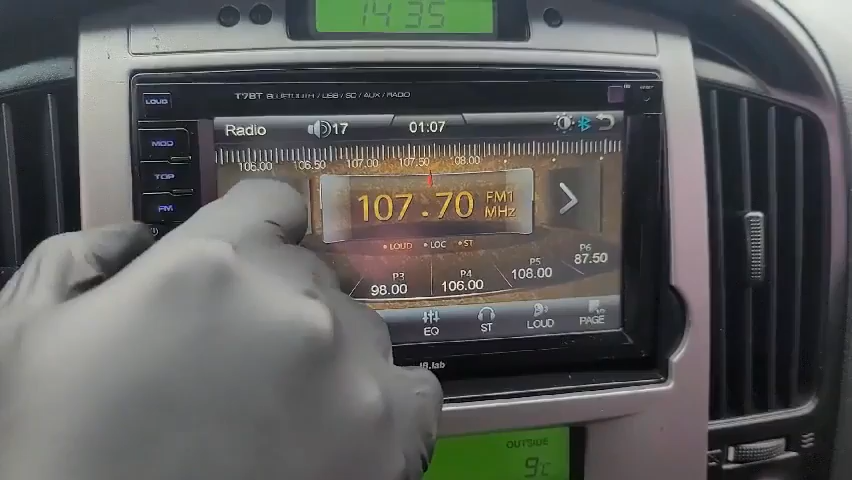 14:35
LOUD
T7BT BLUETOOTH / USB / SC / AUX / RADIO
MOD
TOP
FM
Radio 17 01:07
106.00 106.50 107.00 107.50 108.00
107.70 FM1 MHz
LOUD LOC ST
P3 98.00
P4 106.00
P5 108.00
P6 87.50
EQ ST LOUD PAGE
OUTSIDE
9c